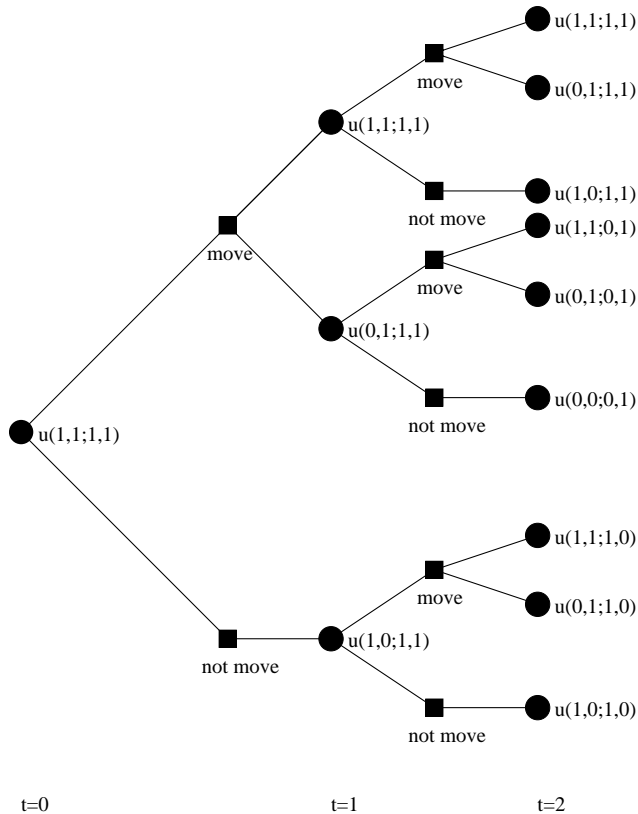 u(1,1;1,1)
move
u(0,1;1,1)
u(1,1;1,1)
u(1,0;1,1)
not move
u(1,1;0,1)
move
move
u(0,1;0,1)
u(0,1;1,1)
u(0,0;0,1)
not move
u(1,1;1,1)
u(1,1;1,0)
move
u(0,1;1,0)
u(1,0;1,1)
not move
u(1,0;1,0)
not move
t=0
t=1
t=2